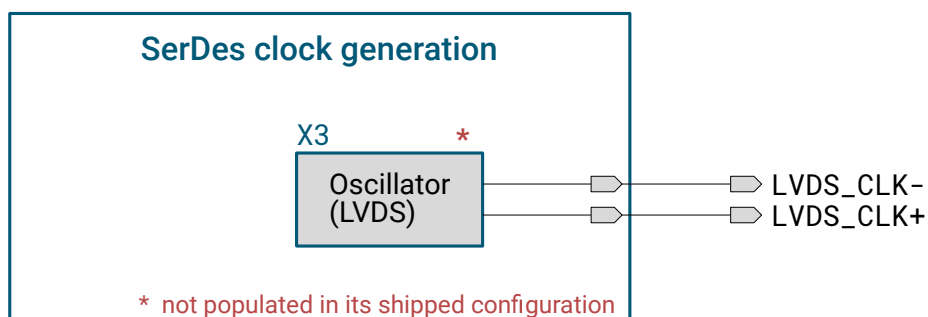 SerDes clock generation
X3 *
Oscillator
(LVDS)
LVDS_CLK-
LVDS_CLK+
* not populated in its shipped configuration